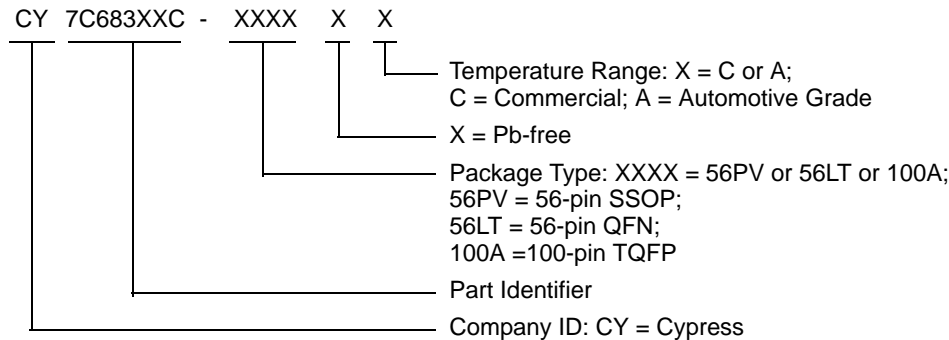 CY 7C683XXC - XXXX X X
Temperature Range: X = C or A;
C = Commercial; A = Automotive Grade
X = Pb-free
Package Type: XXXX = 56PV or 56LT or 100A;
56PV = 56-pin SSOP;
56LT = 56-pin QFN;
100A =100-pin TQFP
Part Identifier
Company ID: CY = Cypress